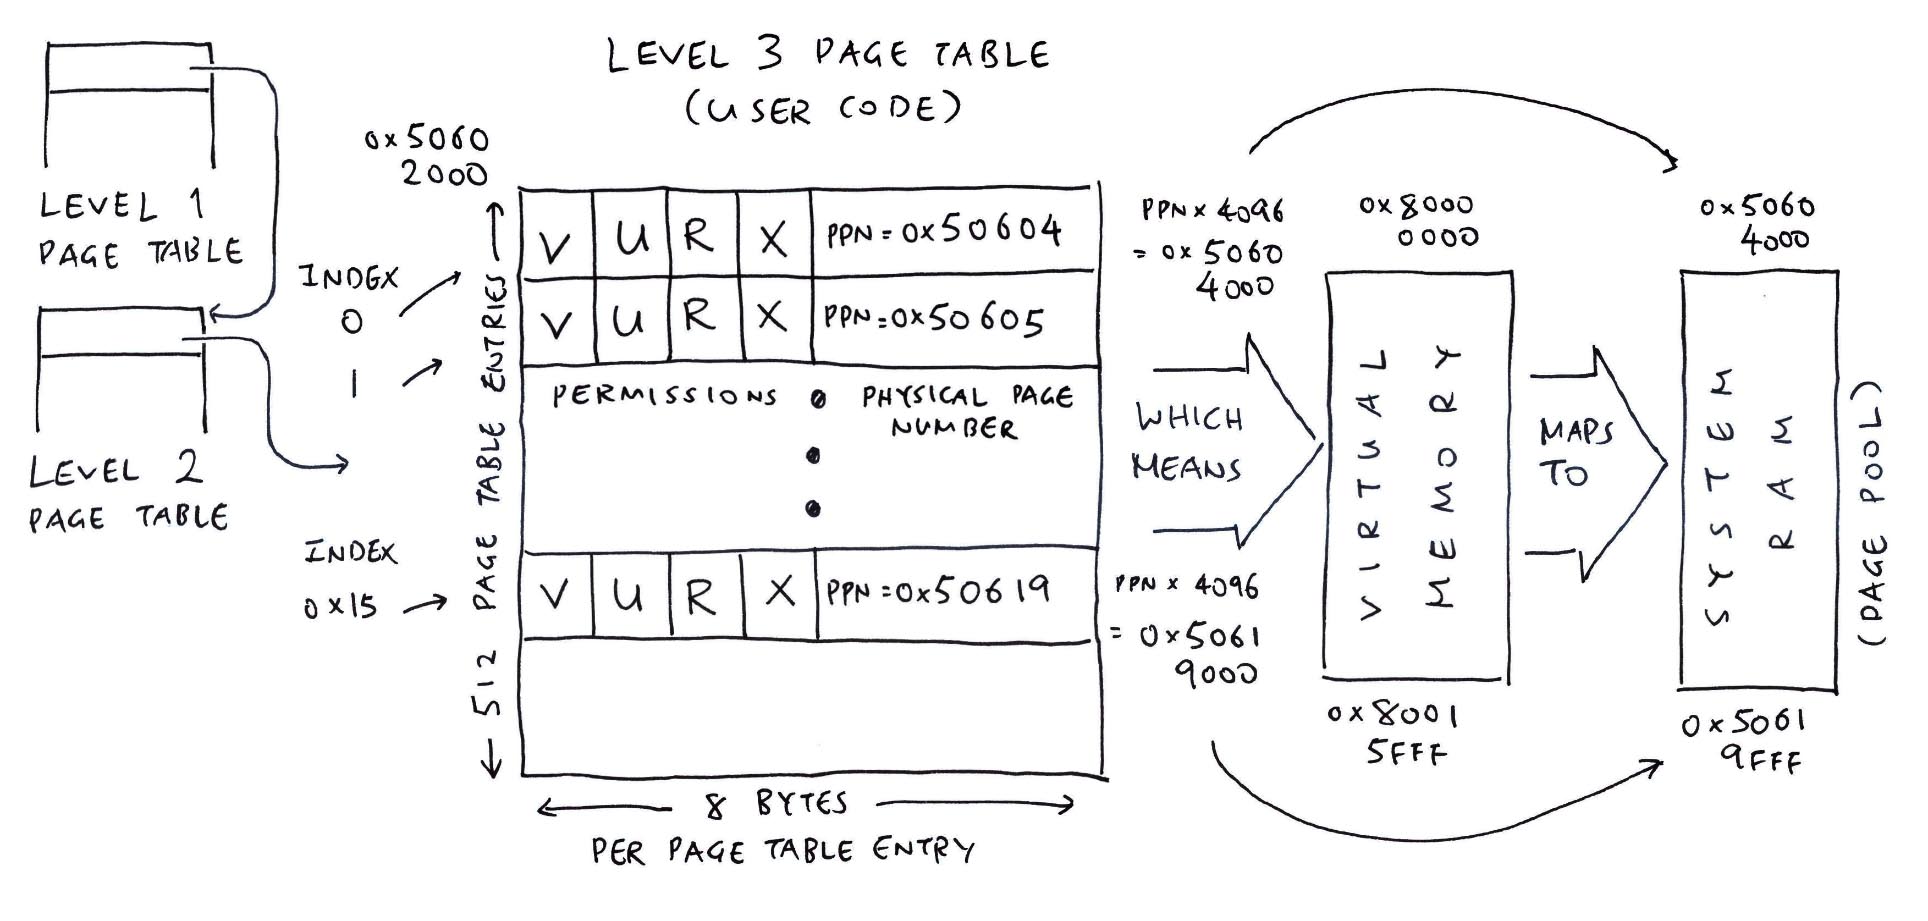 LEVEL 3 PAGE TABLE
(USER CODE)
LEVEL 1
PAGE TABLE
LEVEL 2
PAGE TABLE
0x5060
2000
INDEX
0
1
INDEX
0x15
← 512 PAGE TABLE ENTRIES →
V U R X PPN=0x50604
V U R X PPN=0x50605
PERMISSIONS
PHYSICAL PAGE
NUMBER
V U R X PPN=0x50619
← 8 BYTES →
PER PAGE TABLE ENTRY
PPN x 4096
= 0x5060
4000
WHICH
MEANS
PPN x 4096
= 0x5061
9000
0x8000
0000
VIRTUAL
MEMORY
0x8001
5FFF
MAPS
TO
0x5060
4000
SYSTEM
RAM
0x5061
9FFF
(PAGE POOL)